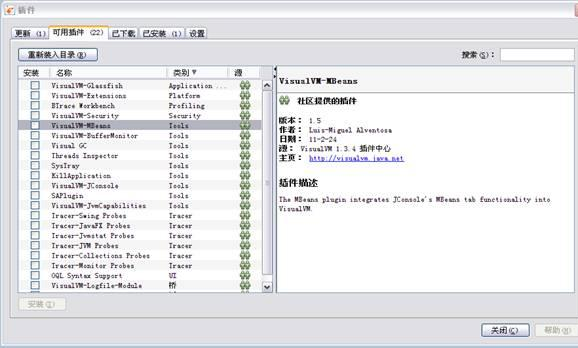 插件
更新 (1) 可用插件 (22) 已下载 已安装 (1) 设置
重新装入目录(R) 搜索(S):
安装 名称 类别 源
VisualVM-Glassfish Application ...
VisualVM-Extensions Platform
BTrace Workbench Profiling
VisualVM-Security Security
VisualVM-MBeans Tools
VisualVM-BufferMonitor Tools
Visual GC Tools
Threads Inspector Tools
SysTray Tools
KillApplication Tools
VisualVM-JConsole Tools
SAPlugin Tools
VisualVM-JvmCapabilities Tools
Tracer-Swing Probes Tracer
Tracer-JavaFX Probes Tracer
Tracer-Jvmstat Probes Tracer
Tracer-JVM Probes Tracer
Tracer-Collections Probes Tracer
Tracer-Monitor Probes Tracer
OQL Syntax Support UI
VisualVM-Logfile-Module 桥
VisualVM-MBeans
社区提供的插件
版本： 1.5
作者： Luis-Miguel Alventosa
日期： 11-2-24
源： VisualVM 1.3.4 插件中心
主页： http://visualvm.java.net
插件描述
The MBeans plugin integrates JConsole's MBeans tab functionality into
VisualVM.
安装(I)
关闭(C) 帮助(H)